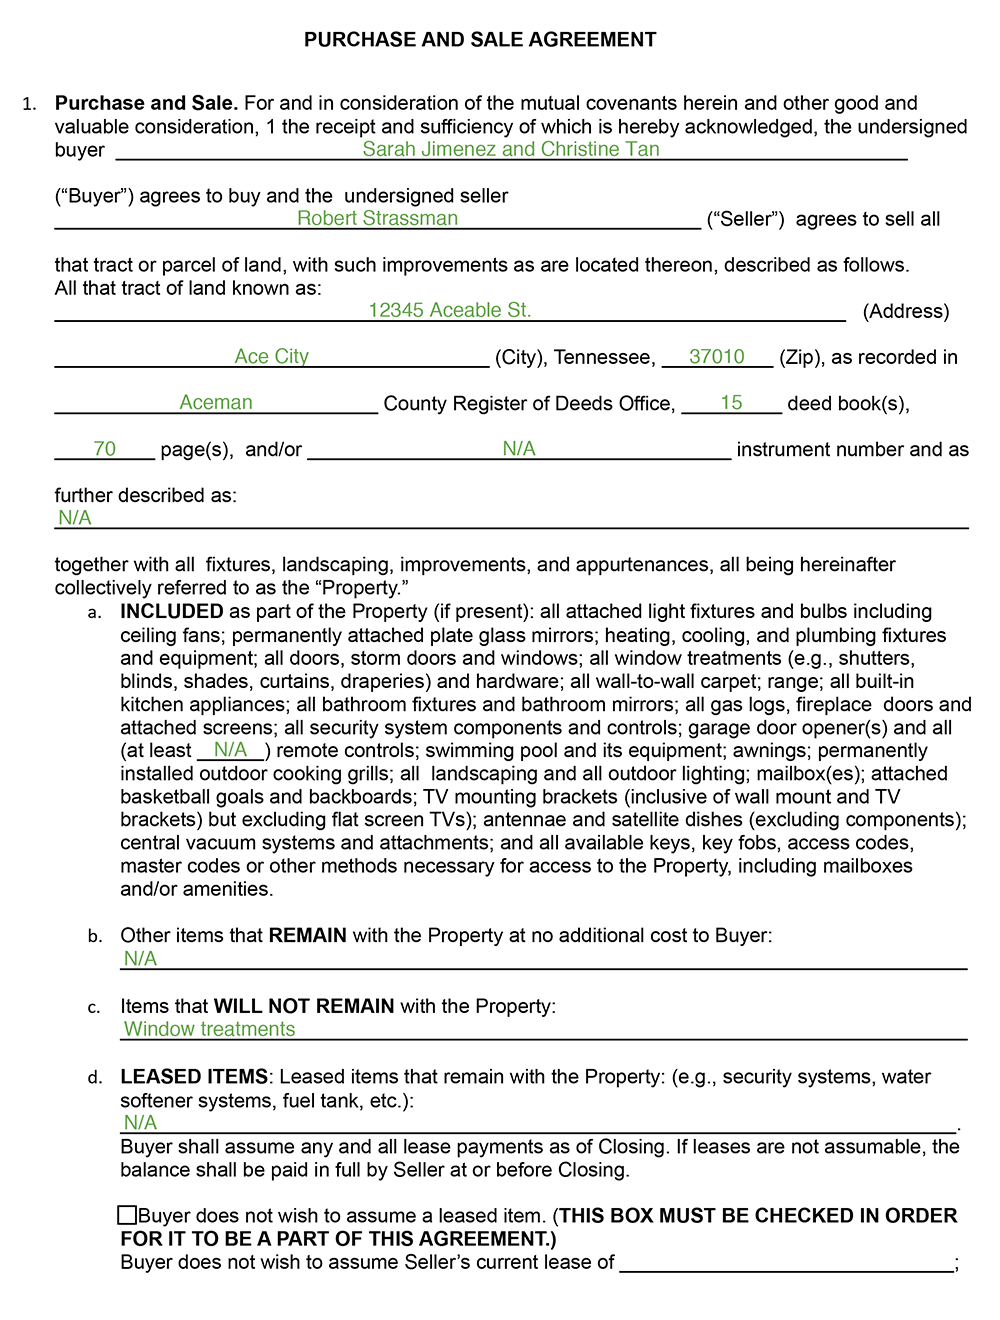 PURCHASE AND SALE AGREEMENT
1. Purchase and Sale. For and in consideration of the mutual covenants herein and other good and
valuable consideration, 1 the receipt and sufficiency of which is hereby acknowledged, the undersigned
buyer Sarah Jimenez and Christine Tan
(“Buyer”) agrees to buy and the undersigned seller
Robert Strassman (“Seller”) agrees to sell all
that tract or parcel of land, with such improvements as are located thereon, described as follows.
All that tract of land known as:
12345 Aceable St. (Address)
Ace City (City), Tennessee, 37010 (Zip), as recorded in
Aceman County Register of Deeds Office, 15 deed book(s),
70 page(s), and/or N/A instrument number and as
further described as:
N/A
together with all fixtures, landscaping, improvements, and appurtenances, all being hereinafter
collectively referred to as the “Property.”
a. INCLUDED as part of the Property (if present): all attached light fixtures and bulbs including
ceiling fans; permanently attached plate glass mirrors; heating, cooling, and plumbing fixtures
and equipment; all doors, storm doors and windows; all window treatments (e.g., shutters,
blinds, shades, curtains, draperies) and hardware; all wall-to-wall carpet; range; all built-in
kitchen appliances; all bathroom fixtures and bathroom mirrors; all gas logs, fireplace doors and
attached screens; all security system components and controls; garage door opener(s) and all
(at least N/A ) remote controls; swimming pool and its equipment; awnings; permanently
installed outdoor cooking grills; all landscaping and all outdoor lighting; mailbox(es); attached
basketball goals and backboards; TV mounting brackets (inclusive of wall mount and TV
brackets) but excluding flat screen TVs); antennae and satellite dishes (excluding components);
central vacuum systems and attachments; and all available keys, key fobs, access codes,
master codes or other methods necessary for access to the Property, including mailboxes
and/or amenities.
b. Other items that REMAIN with the Property at no additional cost to Buyer:
N/A
c. Items that WILL NOT REMAIN with the Property:
Window treatments
d. LEASED ITEMS: Leased items that remain with the Property: (e.g., security systems, water
softener systems, fuel tank, etc.):
N/A .
Buyer shall assume any and all lease payments as of Closing. If leases are not assumable, the
balance shall be paid in full by Seller at or before Closing.
Buyer does not wish to assume a leased item. (THIS BOX MUST BE CHECKED IN ORDER
FOR IT TO BE A PART OF THIS AGREEMENT.)
Buyer does not wish to assume Seller’s current lease of ;